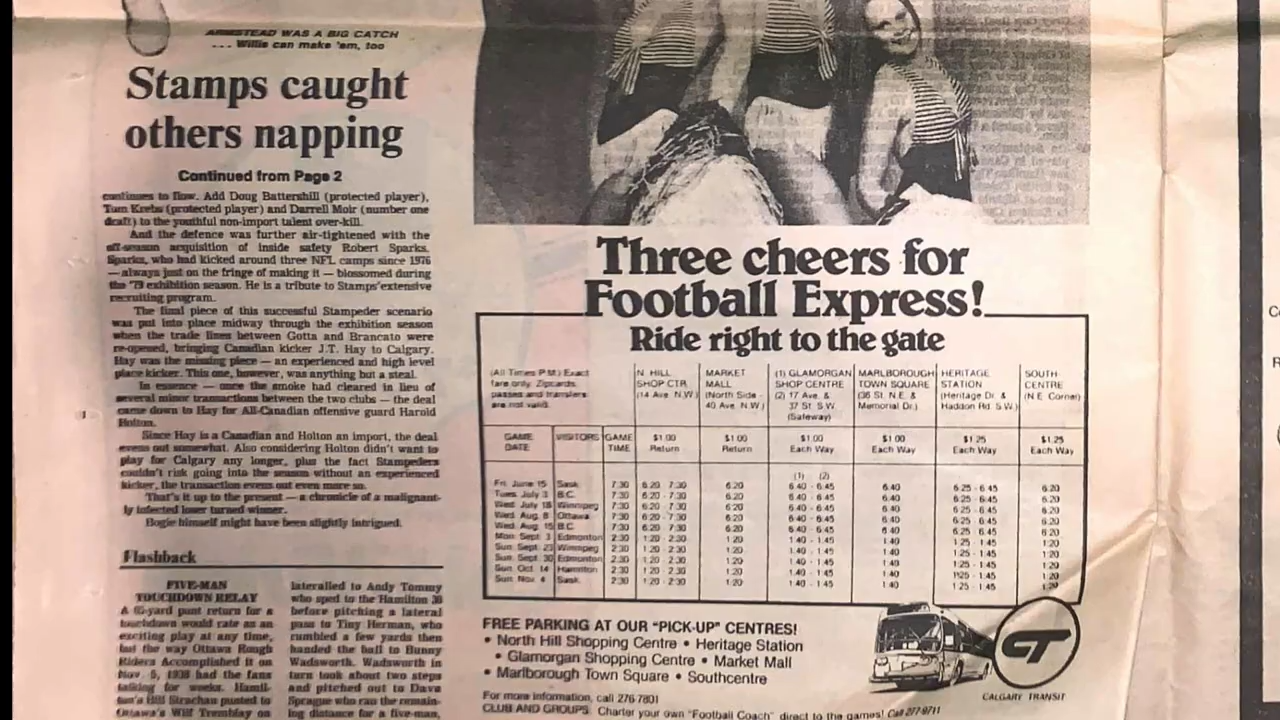 ARMSTEAD WAS A BIG CATCH
... Willie can make 'em, too
Stamps caught
others napping
Continued from Page 2
continues to flow. Add Doug Battershill (protected player),
Tom Krebs (protected player) and Darrell Moir (number one
draft) to the youthful non-import talent over-kill.
And the defence was further air-tightened with the
off-season acquisition of inside safety Robert Sparks.
Sparks, who had kicked around three NFL camps since 1976
— always just on the fringe of making it — blossomed during
the '79 exhibition season. He is a tribute to Stamps' extensive
recruiting program.
The final piece of this successful Stampeder scenario
was put into place midway through the exhibition season
when the trade lines between Gotta and Brancato were
re-opened, bringing Canadian kicker J.T. Hay to Calgary.
Hay was the missing piece — an experienced and high level
place kicker. This one, however, was anything but a steal.
In essence — once the smoke had cleared in lieu of
several minor transactions between the two clubs — the deal
came down to Hay for All-Canadian offensive guard Harold
Holton.
Since Hay is a Canadian and Holton an import, the deal
evens out somewhat. Also considering Holton didn't want to
play for Calgary any longer, plus the fact Stampeders
couldn't risk going into the season without an experienced
kicker, the transaction evens out even more so.
That's it up to the present — a chronicle of a malignant-
ly infected loser turned winner.
Bogie himself might have been slightly intrigued.
Flashback
FIVE-MAN
TOUCHDOWN RELAY
A 65-yard punt return for a
touchdown would rate as an
exciting play at any time,
but the way Ottawa Rough
Riders Accomplished it on
Nov. 5, 1938 had the fans
talking for weeks. Hamil-
ton's Hill Strachan punted to
Ottawa's Wilf Tremblay on
lateralled to Andy Tommy
who sped to the Hamilton 30
before pitching a lateral
pass to Tiny Herman, who
rumbled a few yards then
handed the ball to Bunny
Wadsworth. Wadsworth in
turn took about two steps
and pitched out to Dave
Sprague who ran the remain-
ing distance for a five-man,
Three cheers for
Football Express!
Ride right to the gate
(All Times P.M.) Exact
fare only. Zipcards,
passes and transfers
are not valid.
N. HILL
SHOP CTR.
(14 Ave. N.W.)
MARKET
MALL
(North Side -
40 Ave. N.W.)
(1) GLAMORGAN
SHOP CENTRE
(2) 17 Ave. &
37 St. S.W.
(Safeway)
MARLBOROUGH
TOWN SQUARE
(36 St. N.E. &
Memorial Dr.)
HERITAGE
STATION
(Heritage Dr. &
Haddon Rd. S.W.)
SOUTH-
CENTRE
(N.E. Corner)
GAME DATE VISITORS GAME TIME $1.00 Return $1.00 Return $1.00 Each Way $1.00 Each Way $1.25 Each Way $1.25 Each Way
(1) (2)
Fri. June 15 Sask. 7:30 6:20 - 7:30 6:20 6:40 - 6:45 6:40 6:25 - 6:45 6:20
Tues. July 3 B.C. 7:30 6:20 - 7:30 6:20 6:40 - 6:45 6:40 6:25 - 6:45 6:20
Wed. July 18 Winnipeg 7:30 6:20 - 7:30 6:20 6:40 - 6:45 6:40 6:25 - 6:45 6:20
Wed. Aug. 8 Ottawa 7:30 6:20 - 7:30 6:20 6:40 - 6:45 6:40 6:25 - 6:45 6:20
Wed. Aug. 15 B.C. 7:30 6:20 - 7:30 6:20 6:40 - 6:45 6:40 6:25 - 6:45 6:20
Mon. Sept. 3 Edmonton 2:30 1:20 - 2:30 1:20 1:40 - 1:45 1:40 1:25 - 1:45 1:20
Sun. Sept. 23 Winnipeg 2:30 1:20 - 2:30 1:20 1:40 - 1:45 1:40 1:25 - 1:45 1:20
Sun. Sept. 30 Edmonton 2:30 1:20 - 2:30 1:20 1:40 - 1:45 1:40 1:25 - 1:45 1:20
Sun. Oct. 14 Hamilton 2:30 1:20 - 2:30 1:20 1:40 - 1:45 1:40 1:25 - 1:45 1:20
Sun. Nov. 4 Sask. 2:30 1:20 - 2:30 1:20 1:40 - 1:45 1:40 1:25 - 1:45 1:20
FREE PARKING AT OUR "PICK-UP" CENTRES!
• North Hill Shopping Centre • Heritage Station
• Glamorgan Shopping Centre • Market Mall
• Marlborough Town Square • Southcentre
For more information, call 276-7801
CLUB AND GROUPS: Charter your own "Football Coach" direct to the games! Call 277-9711
CT
CALGARY TRANSIT